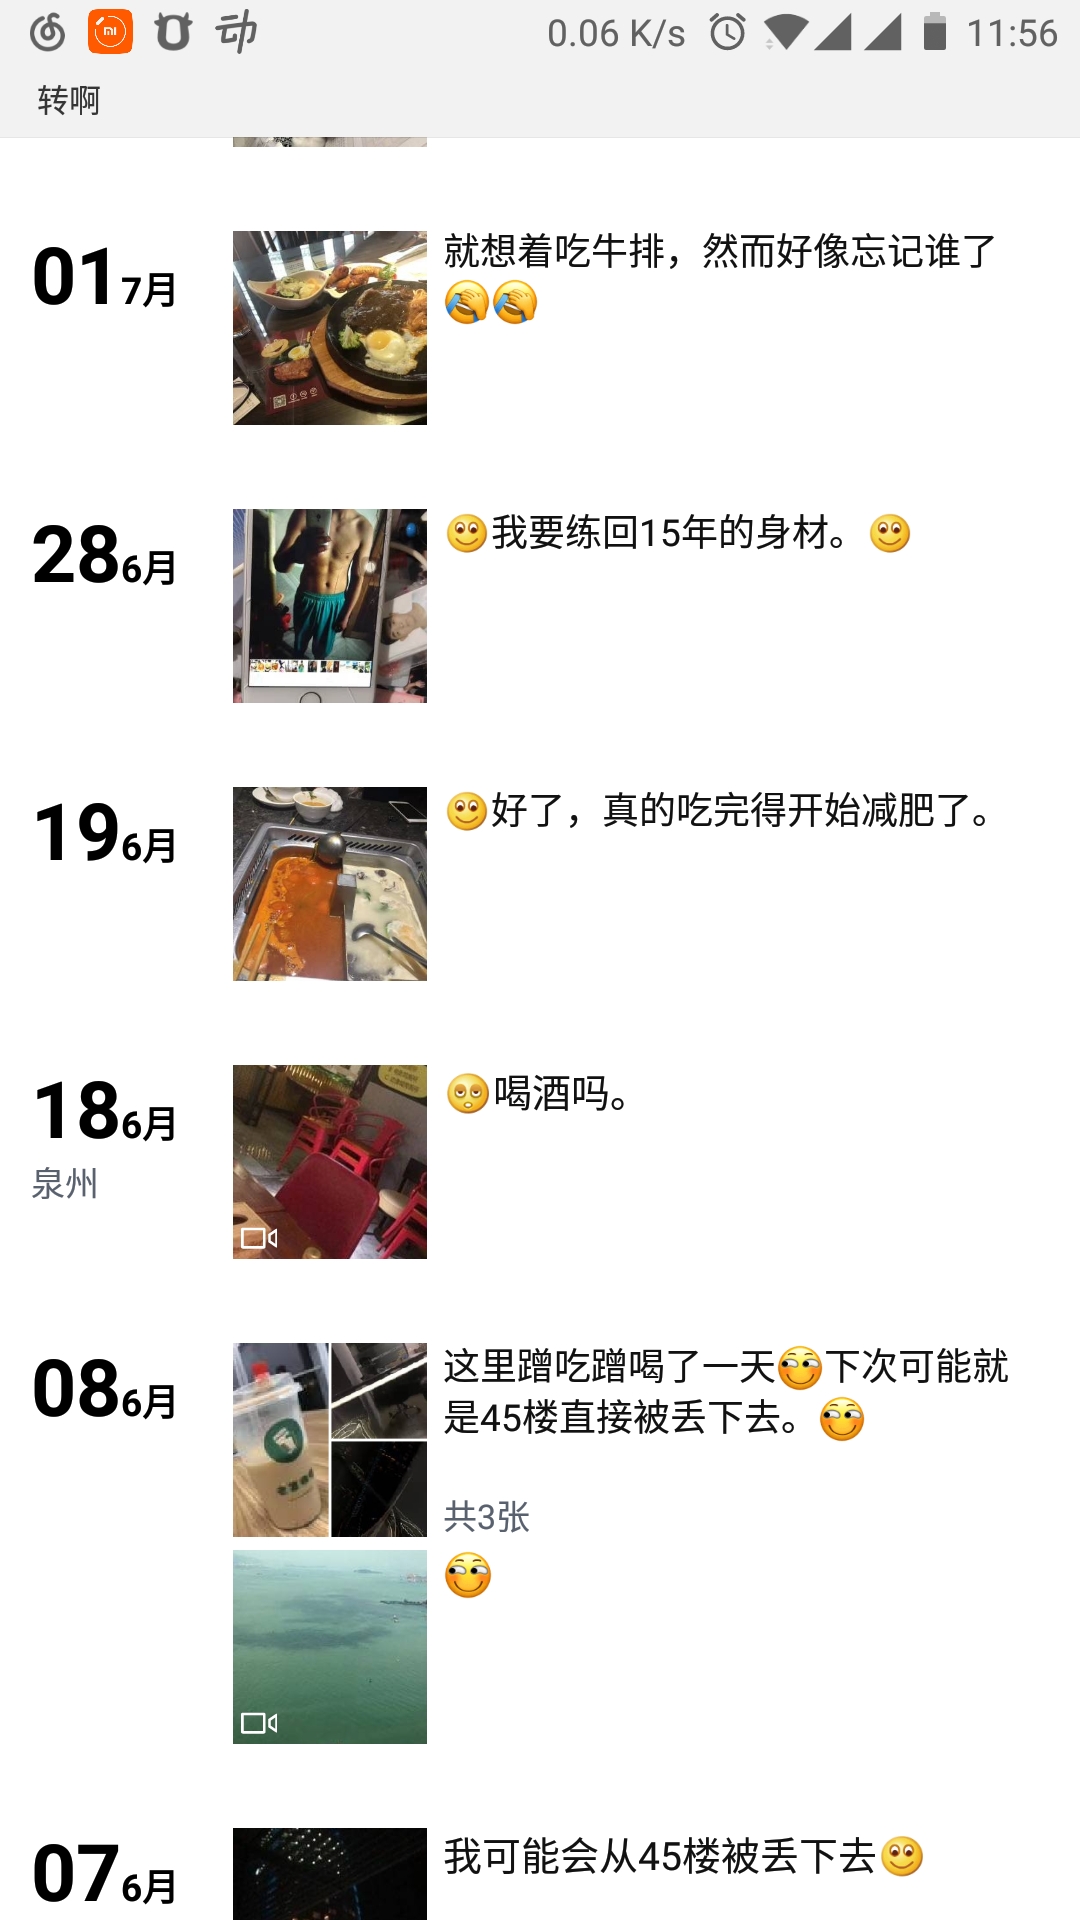 0.06 K/s 11:56
转啊
01 7月
就想着吃牛排，然而好像忘记谁了
28 6月
我要练回15年的身材。
19 6月
好了，真的吃完得开始减肥了。
18 6月
喝酒吗。
泉州
08 6月
这里蹭吃蹭喝了一天下次可能就
是45楼直接被丢下去。
共3张
07 6月
我可能会从45楼被丢下去